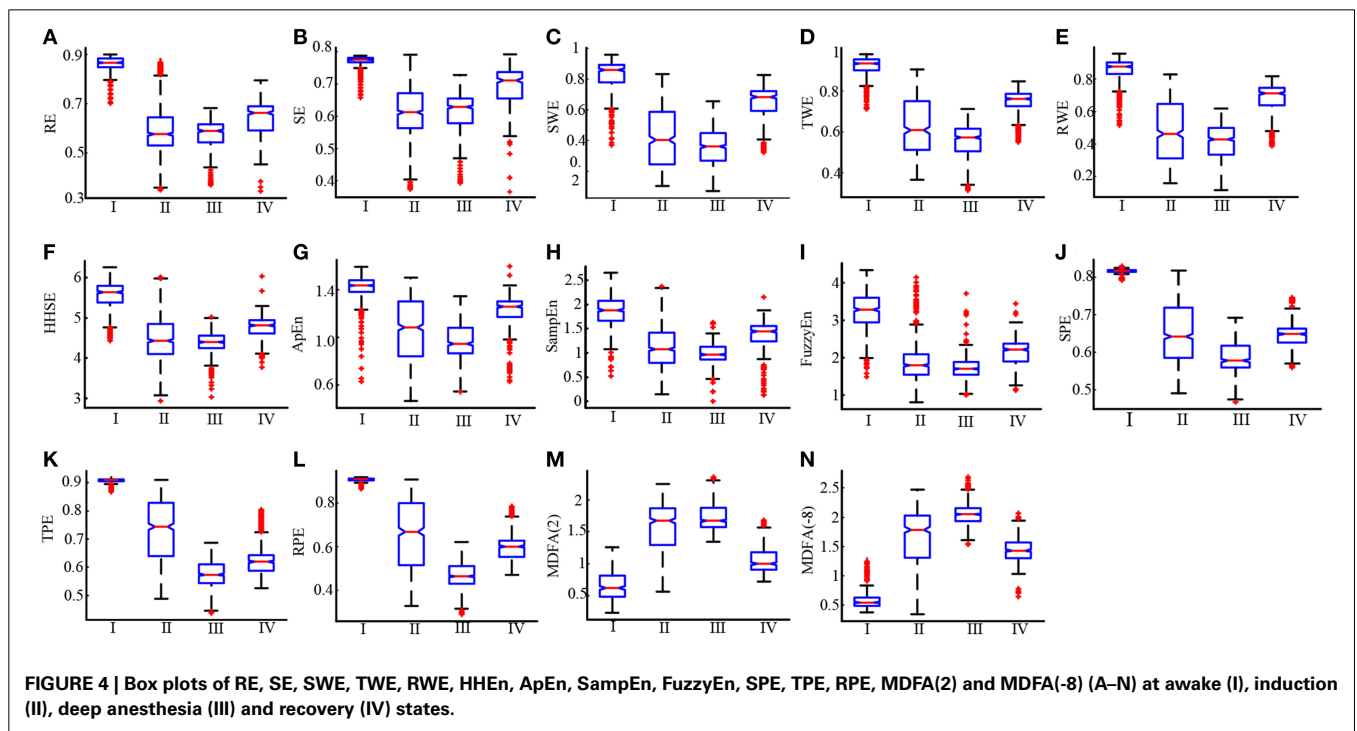 A
RE
0.9
0.7
0.5
0.3
I II III IV
B
SE
0.8
0.7
0.6
0.5
0.4
I II III IV
C
SWE
1
0.8
0.6
0.4
0.
2
0
I II III IV
D
TWE
1
0.8
0.6
0.4
I II III IV
E
RWE
0.8
0.6
0.4
0.2
I II III IV
F
HHSE
6
5
4
3
I II III IV
G
ApEn
1.4
1.0
0.6
I II III IV
H
SampEn
2.5
2
1.5
1
0.5
0
I II III IV
I
FuzzyEn
4
3
2
1
I II III IV
J
SPE
0.8
0.7
0.6
0.5
I II III IV
K
TPE
0.9
0.8
0.7
0.6
0.5
I II III IV
L
RPE
0.8
0.6
0.4
I II III IV
M
MDFA(2)
2
1.5
1
0.5
I II III IV
N
MDFA(-8)
2.5
2
1.5
1
0.5
I II III IV
FIGURE 4 | Box plots of RE, SE, SWE, TWE, RWE, HHEn, ApEn, SampEn, FuzzyEn, SPE, TPE, RPE, MDFA(2) and MDFA(-8) (A–N) at awake (I), induction
(II), deep anesthesia (III) and recovery (IV) states.